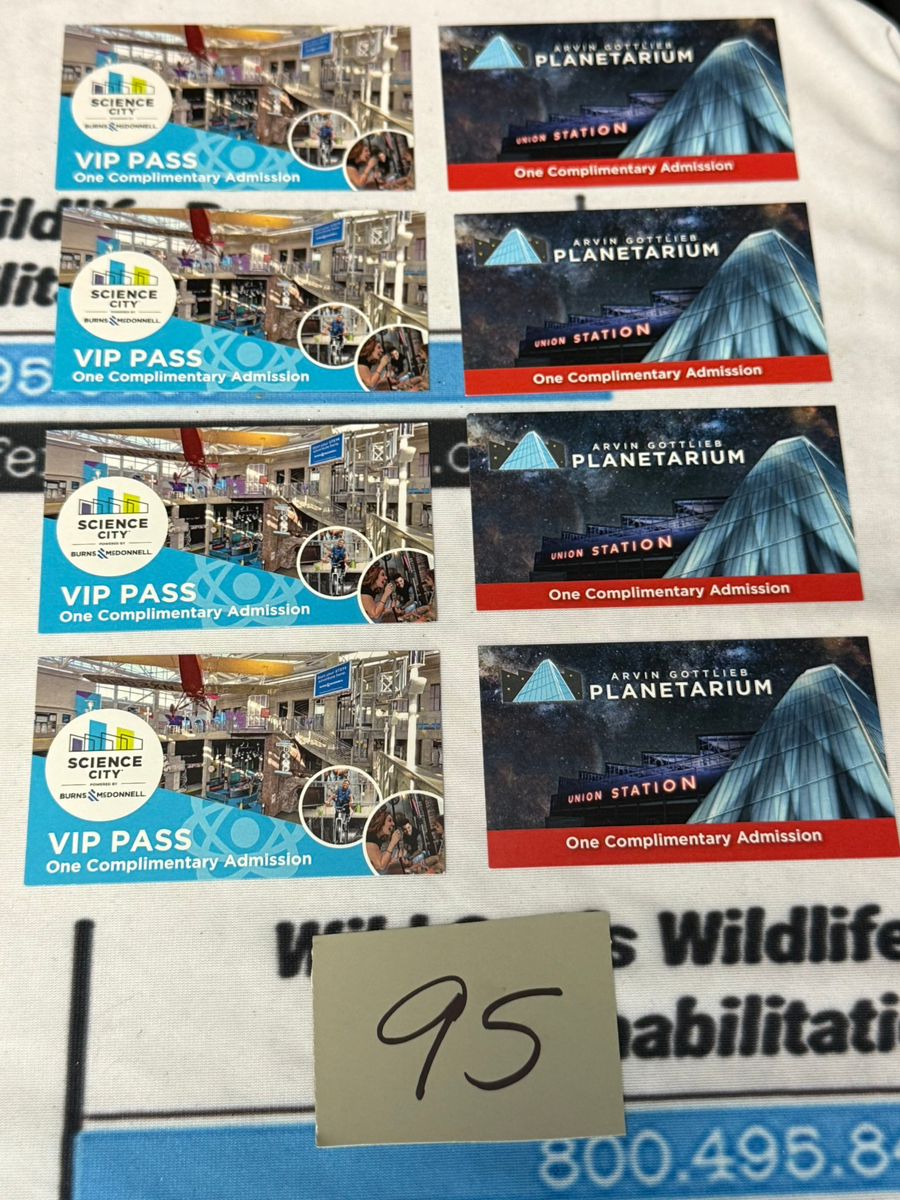 SCIENCE
CITY
POWERED BY
BURNS MCDONNELL
VIP PASS
One Complimentary Admission
ARVIN GOTTLIEB
PLANETARIUM
UNION STATION
One Complimentary Admission
SCIENCE
CITY
POWERED BY
BURNS MCDONNELL
VIP PASS
One Complimentary Admission
ARVIN GOTTLIEB
PLANETARIUM
UNION STATION
One Complimentary Admission
SCIENCE
CITY
POWERED BY
BURNS MCDONNELL
VIP PASS
One Complimentary Admission
ARVIN GOTTLIEB
PLANETARIUM
UNION STATION
One Complimentary Admission
SCIENCE
CITY
POWERED BY
BURNS MCDONNELL
VIP PASS
One Complimentary Admission
ARVIN GOTTLIEB
PLANETARIUM
UNION STATION
One Complimentary Admission
Wildlife
95
800.495.84